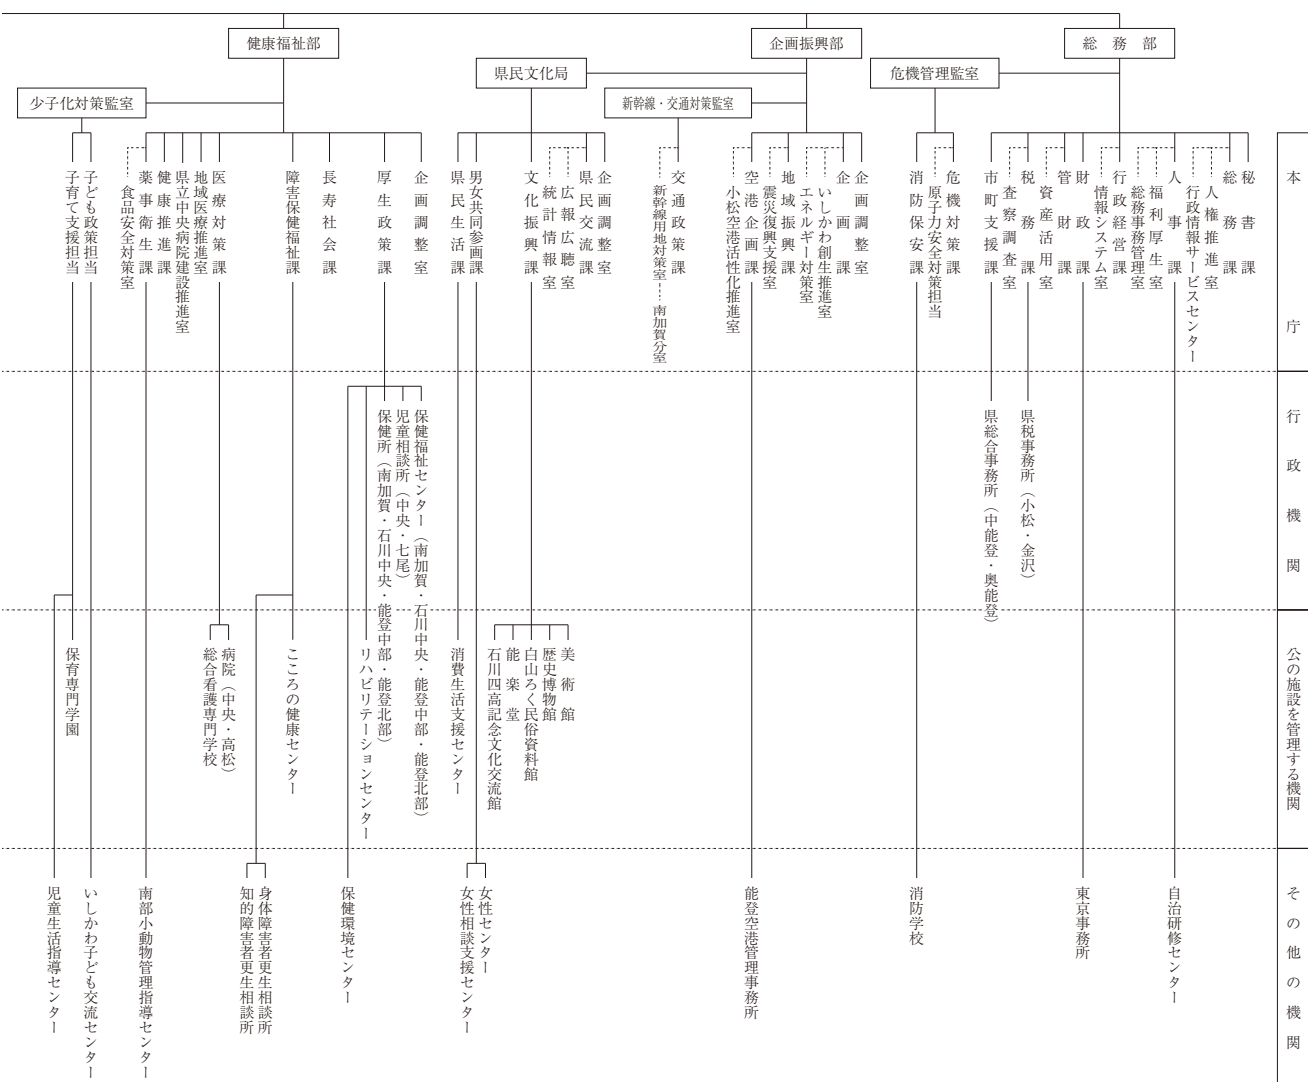 総務部
危機管理監室
企画振興部
県民文化局
新幹線・交通対策監室
健康福祉部
少子化対策監室
本庁
秘書課
総務課
人権推進室
行政情報サービスセンター
人事課
福利厚生室
総務事務管理室
行政経営課
情報システム室
財政課
管財課
資産活用室
税務課
査察調査室
市町支援課
危機対策課
原子力安全対策担当
消防保安課
企画調整室
企画課
いしかわ創生推進室
エネルギー対策室
地域振興課
震災復興支援室
空港企画課
小松空港活性化推進室
交通政策課
新幹線用地対策室
南加賀分室
企画調整室
県民交流課
広報広聴室
統計情報室
文化振興課
男女共同参画課
県民生活課
企画調整室
厚生政策課
長寿社会課
障害保健福祉課
医療対策課
地域医療推進室
県立中央病院建設推進室
健康推進課
薬事衛生課
食品安全対策室
子ども政策担当
子育て支援担当
行政機関
県税事務所（小松・金沢）
県総合事務所（中能登・奥能登）
保健福祉センター（南加賀・石川中央・能登中部・能登北部）
児童相談所（中央・七尾）
保健所（南加賀・石川中央・能登中部・能登北部）
公の施設を管理する機関
美術館
歴史博物館
白山ろく民俗資料館
能楽堂
石川四高記念文化交流館
消費生活支援センター
リハビリテーションセンター
こころの健康センター
病院（中央・高松）
総合看護専門学校
保育専門学園
その他の機関
自治研修センター
東京事務所
消防学校
能登空港管理事務所
女性センター
女性相談支援センター
保健環境センター
身体障害者更生相談所
知的障害者更生相談所
南部小動物管理指導センター
いしかわ子ども交流センター
児童生活指導センター